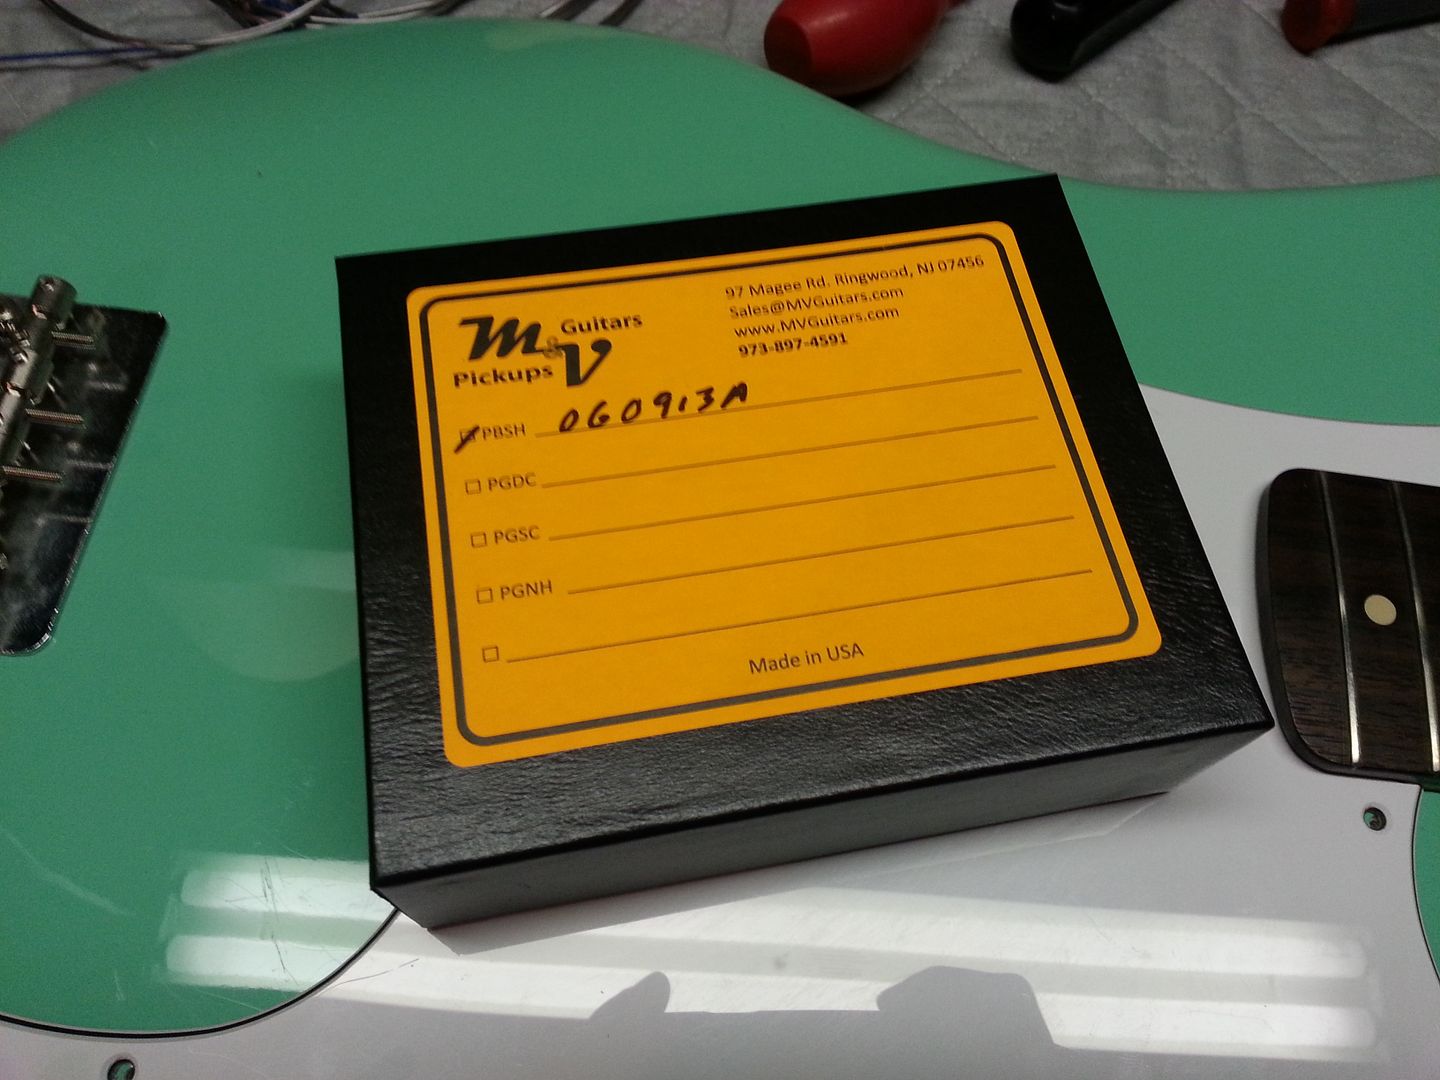 M&V Guitars
Pickups
97 Magee Rd. Ringwood, NJ 07456
Sales@MVGuitars.com
www.MVGuitars.com
973-897-4591
PBSH OG0913A
PGDC
PGSC
PGNH
Made in USA